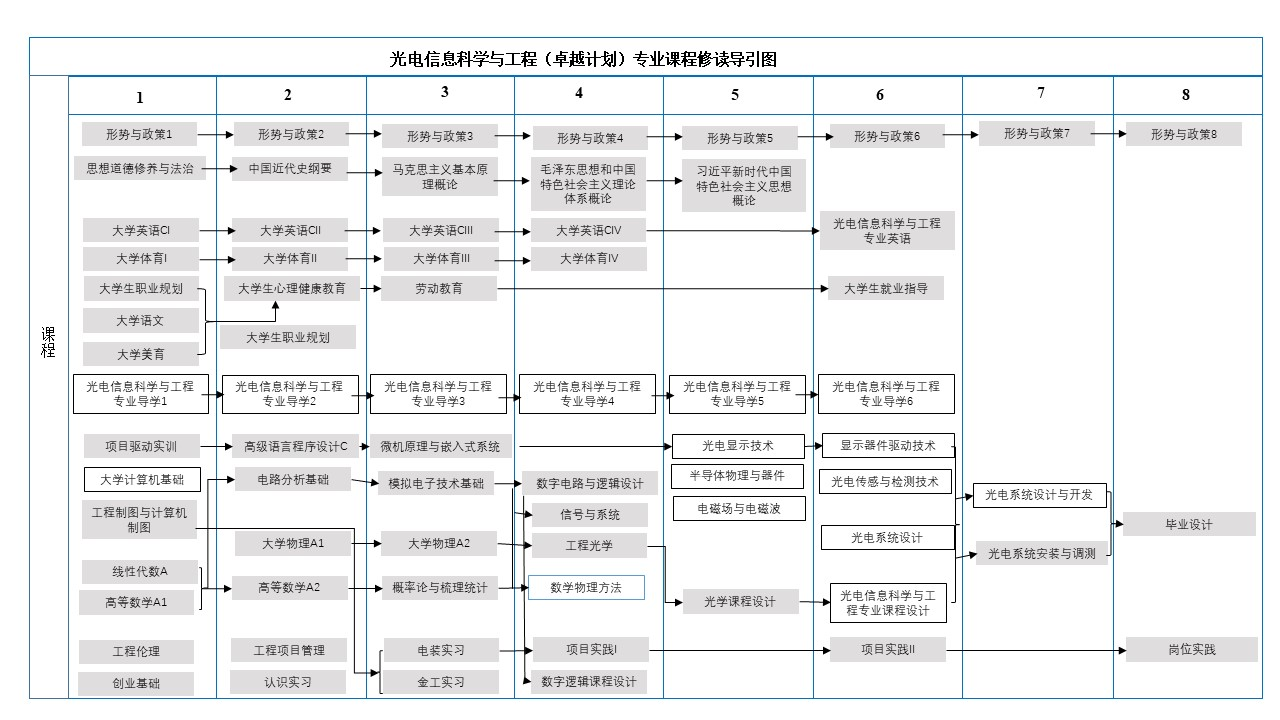 光电信息科学与工程（卓越计划）专业课程修读导引图
1
2
3
4
5
6
7
8
课
程
形势与政策1
形势与政策2
形势与政策3
形势与政策4
形势与政策5
形势与政策6
形势与政策7
形势与政策8
思想道德修养与法治
中国近代史纲要
马克思主义基本原
理概论
毛泽东思想和中国
特色社会主义理论
体系概论
习近平新时代中国
特色社会主义思想
概论
大学英语CI
大学英语CII
大学英语CIII
大学英语CIV
光电信息科学与工程
专业英语
大学体育I
大学体育II
大学体育III
大学体育IV
大学生职业规划
大学生心理健康教育
劳动教育
大学生就业指导
大学语文
大学生职业规划
大学美育
光电信息科学与工程
专业导学1
光电信息科学与工程
专业导学2
光电信息科学与工程
专业导学3
光电信息科学与工程
专业导学4
光电信息科学与工程
专业导学5
光电信息科学与工程
专业导学6
项目驱动实训
高级语言程序设计C
微机原理与嵌入式系统
光电显示技术
显示器件驱动技术
大学计算机基础
电路分析基础
模拟电子技术基础
数字电路与逻辑设计
半导体物理与器件
光电传感与检测技术
光电系统设计与开发
工程制图与计算机
制图
信号与系统
电磁场与电磁波
毕业设计
大学物理A1
大学物理A2
工程光学
光电系统设计
光电系统安装与调测
线性代数A
高等数学A1
高等数学A2
概率论与梳理统计
数学物理方法
光学课程设计
光电信息科学与工
程专业课程设计
工程伦理
工程项目管理
电装实习
项目实践I
项目实践II
岗位实践
创业基础
认识实习
金工实习
数字逻辑课程设计